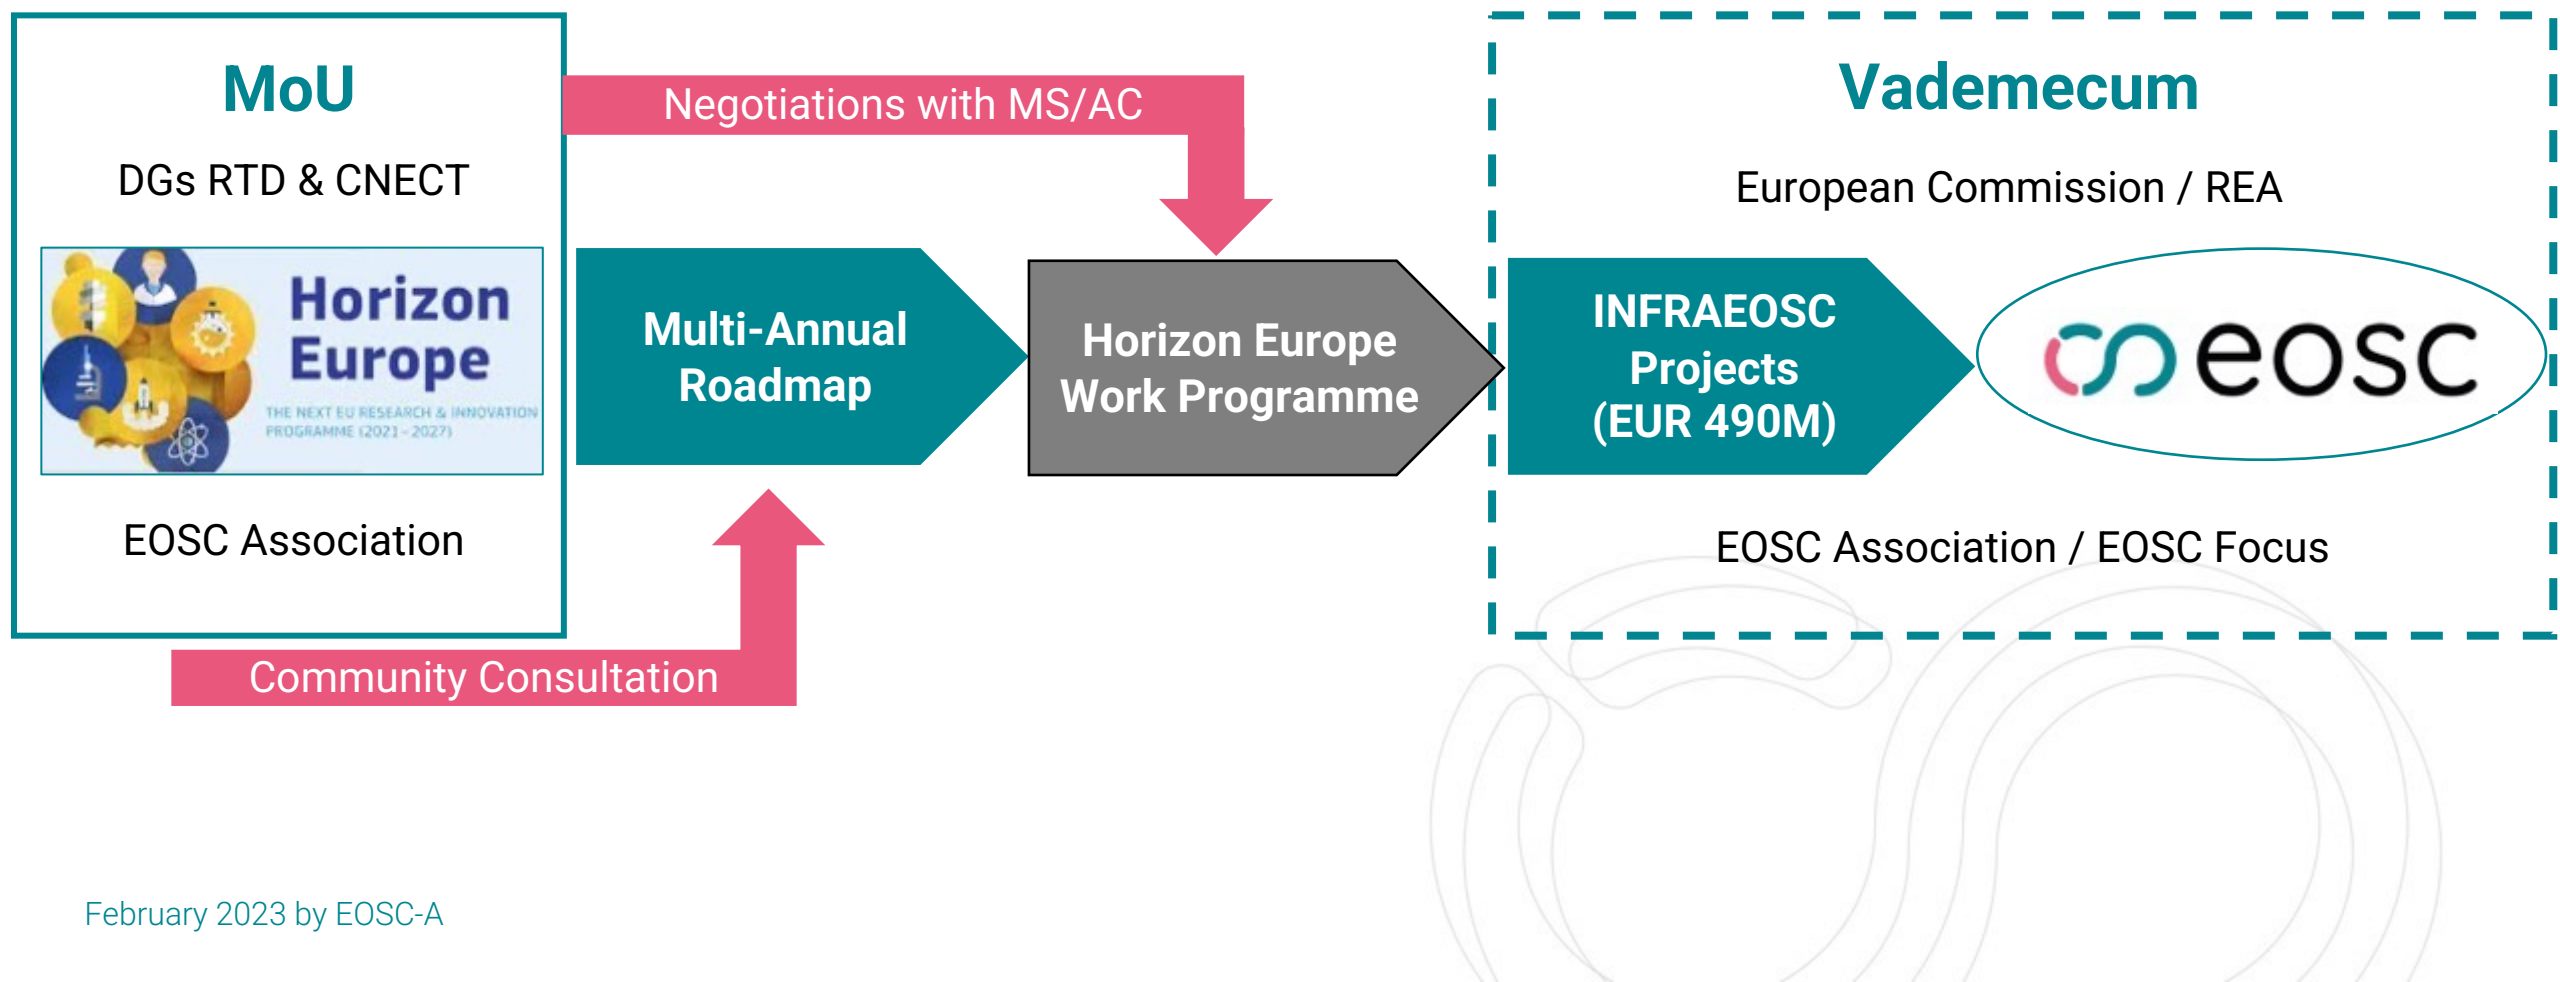 MoU
DGs RTD & CNECT
Horizon
Europe
THE NEXT EU RESEARCH & INNOVATION
PROGRAMME (2021 – 2027)
EOSC Association
Negotiations with MS/AC
Multi-Annual
Roadmap
Community Consultation
Horizon Europe
Work Programme
Vademecum
European Commission / REA
INFRAEOSC
Projects
(EUR 490M)
eosc
EOSC Association / EOSC Focus
February 2023 by EOSC-A